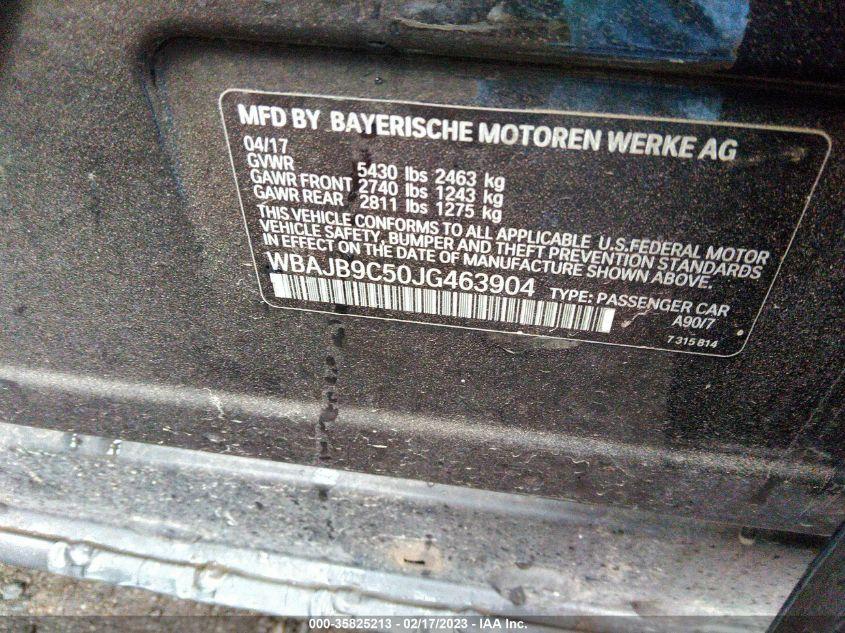 MFD BY BAYERISCHE MOTOREN WERKE AG
04/17
GVWR 5430 lbs 2463 kg
GAWR FRONT 2740 lbs 1243 kg
GAWR REAR 2811 lbs 1275 kg
THIS VEHICLE CONFORMS TO ALL APPLICABLE U.S.FEDERAL MOTOR
VEHICLE SAFETY, BUMPER AND THEFT PREVENTION STANDARDS
IN EFFECT ON THE DATE OF MANUFACTURE SHOWN ABOVE.
WBAJB9C50JG463904 TYPE: PASSENGER CAR
A90/7
7 315 814
000-35825213 — 02/17/2023 — IAA Inc.